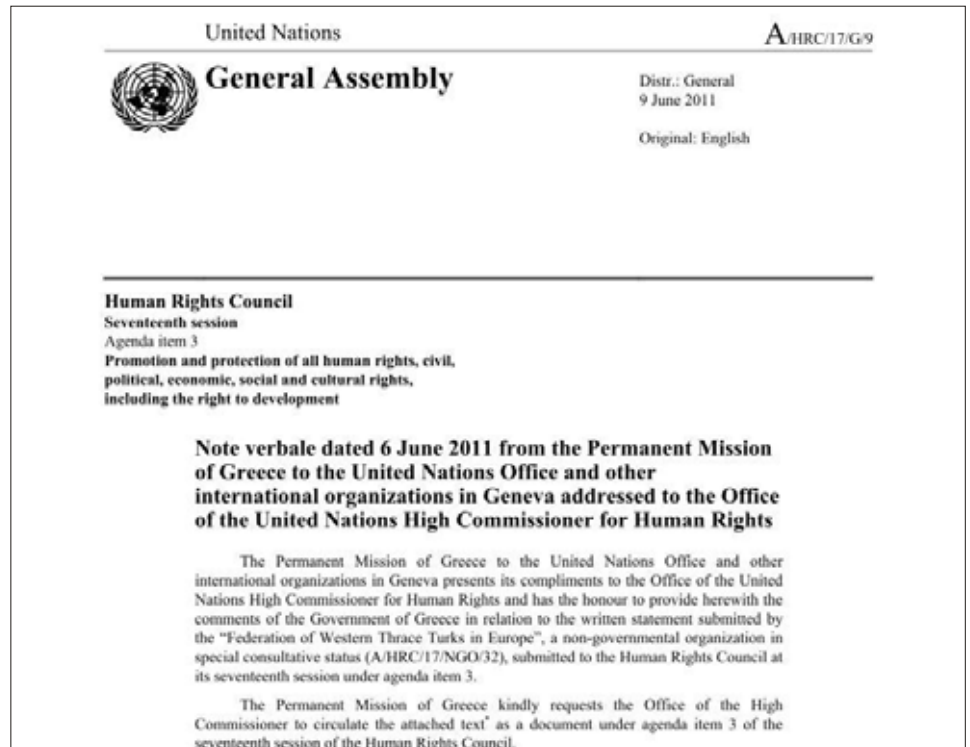 United Nations
A/HRC/17/G/9
General Assembly
Distr.: General
9 June 2011
Original: English
Human Rights Council
Seventeenth session
Agenda item 3
Promotion and protection of all human rights, civil,
political, economic, social and cultural rights,
including the right to development
Note verbale dated 6 June 2011 from the Permanent Mission
of Greece to the United Nations Office and other
international organizations in Geneva addressed to the Office
of the United Nations High Commissioner for Human Rights
The Permanent Mission of Greece to the United Nations Office and other
international organizations in Geneva presents its compliments to the Office of the United
Nations High Commissioner for Human Rights and has the honour to provide herewith the
comments of the Government of Greece in relation to the written statement submitted by
the “Federation of Western Thrace Turks in Europe”, a non-governmental organization in
special consultative status (A/HRC/17/NGO/32), submitted to the Human Rights Council at
its seventeenth session under agenda item 3.
The Permanent Mission of Greece kindly requests the Office of the High
Commissioner to circulate the attached text* as a document under agenda item 3 of the
seventeenth session of the Human Rights Council.